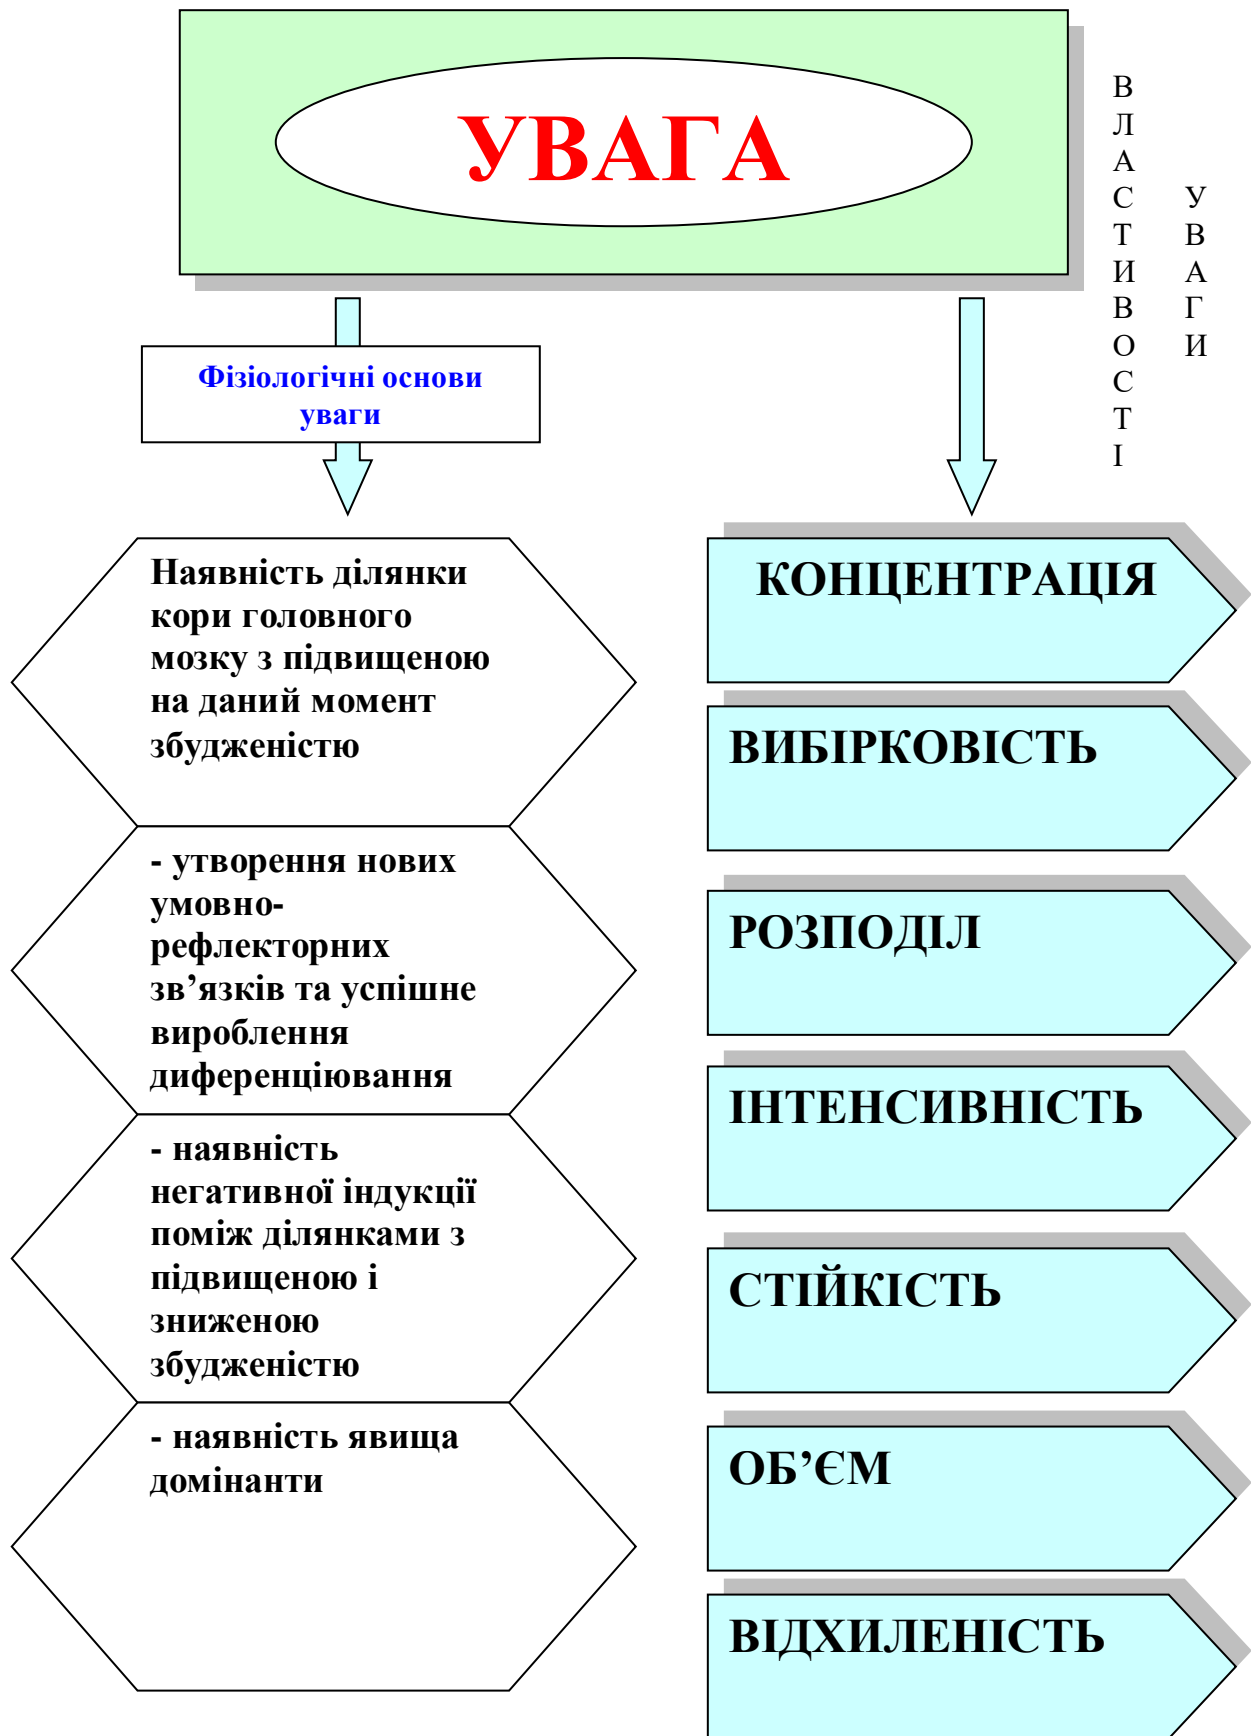 УВАГА
ВЛАСТИВОСТІ
УВАГИ
Фізіологічні основи
уваги
Наявність ділянки
кори головного
мозку з підвищеною
на даний момент
збудженістю
- утворення нових
умовно-
рефлекторних
зв’язків та успішне
вироблення
диференціювання
- наявність
негативної індукції
поміж ділянками з
підвищеною і
зниженою
збудженістю
- наявність явища
домінанти
КОНЦЕНТРАЦІЯ
ВИБІРКОВІСТЬ
РОЗПОДІЛ
ІНТЕНСИВНІСТЬ
СТІЙКІСТЬ
ОБ’ЄМ
ВІДХИЛЕНІСТЬ